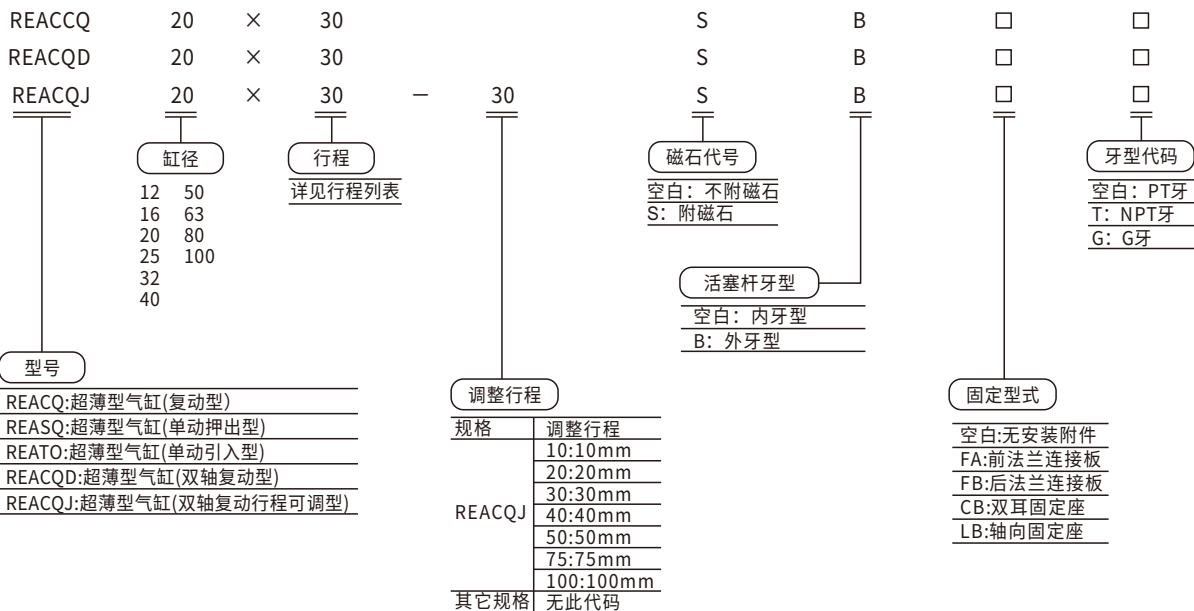 REACCQ 20 × 30 S B □ □
REACQD 20 × 30 S B □ □
REACQJ 20 × 30 — 30 S B □ □
缸径
12 50
16 63
20 80
25 100
32
40
行程
详见行程列表
磁石代号
空白：不附磁石
S：附磁石
牙型代码
空白：PT牙
T：NPT牙
G：G牙
活塞杆牙型
空白：内牙型
B：外牙型
型号
REACQ:超薄型气缸(复动型）
REASQ:超薄型气缸(单动押出型)
REATO:超薄型气缸(单动引入型)
REACQD:超薄型气缸(双轴复动型)
REACQJ:超薄型气缸(双轴复动行程可调型)
调整行程
规格 调整行程
REACQJ
10:10mm
20:20mm
30:30mm
40:40mm
50:50mm
75:75mm
100:100mm
其它规格 无此代码
固定型式
空白:无安装附件
FA:前法兰连接板
FB:后法兰连接板
CB:双耳固定座
LB:轴向固定座